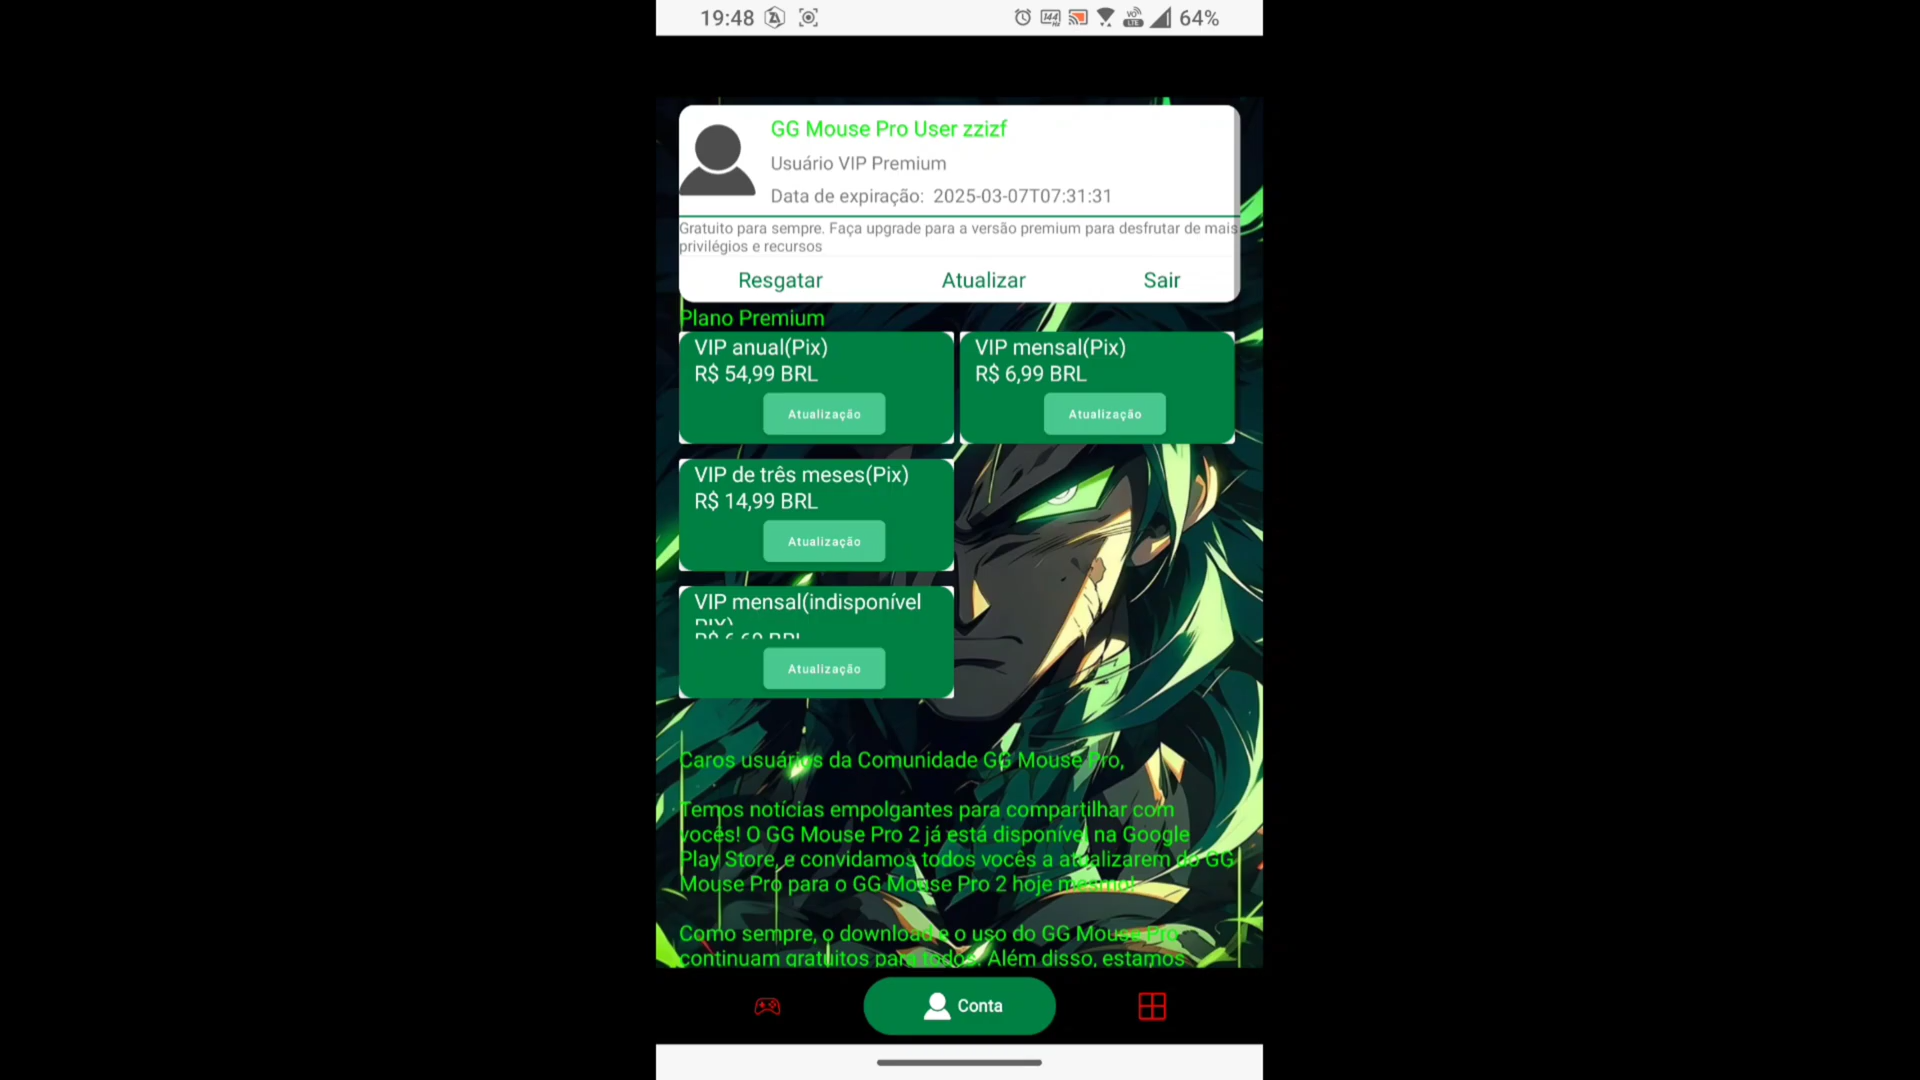 19:48
144
Hz
VO
LTE
64%
GG Mouse Pro User zzizf
Usuário VIP Premium
Data de expiração: 2025-03-07T07:31:31
Gratuito para sempre. Faça upgrade para a versão premium para desfrutar de mais
privilégios e recursos
Resgatar Atualizar Sair
Plano Premium
VIP anual(Pix)
R$ 54,99 BRL
Atualização
VIP mensal(Pix)
R$ 6,99 BRL
Atualização
VIP de três meses(Pix)
R$ 14,99 BRL
Atualização
VIP mensal(indisponível
PIX)
Atualização
Caros usuários da Comunidade GG Mouse Pro,
Temos notícias empolgantes para compartilhar com
vocês! O GG Mouse Pro 2 já está disponível na Google
Play Store, e convidamos todos vocês a atualizarem do GG
Mouse Pro para o GG Mouse Pro 2 hoje mesmo!
Como sempre, o download e o uso do GG Mouse Pro
continuam gratuitos para todos. Além disso, estamos
Conta